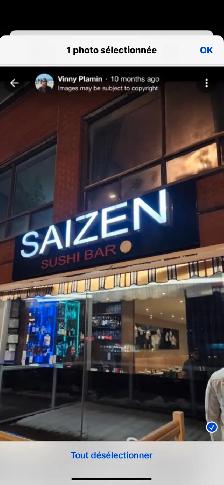 1 photo sélectionnée
OK
Vinny Plamin · 10 months ago
Images may be subject to copyright
SAIZEN
SUSHI BAR
Tout désélectionner